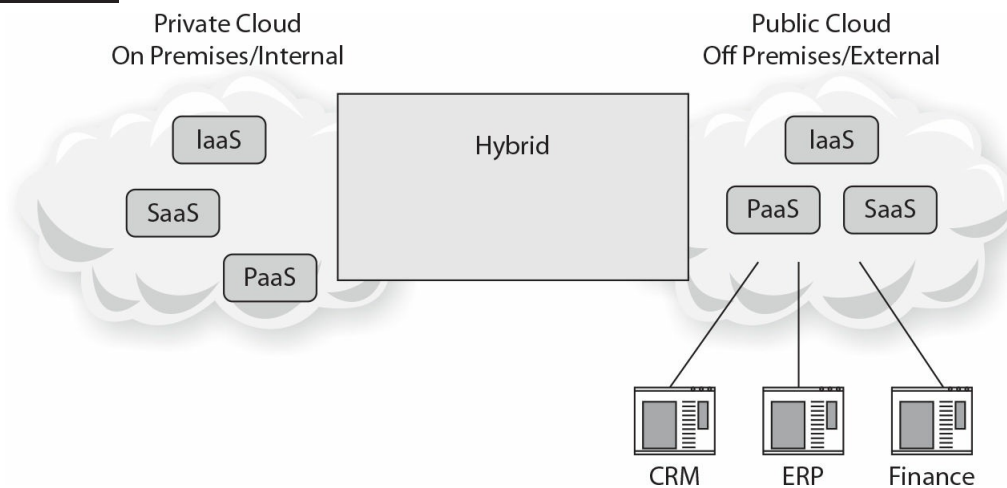 Private Cloud
On Premises/Internal
Public Cloud
Off Premises/External
IaaS
SaaS
PaaS
Hybrid
IaaS
PaaS
SaaS
CRM
ERP
Finance